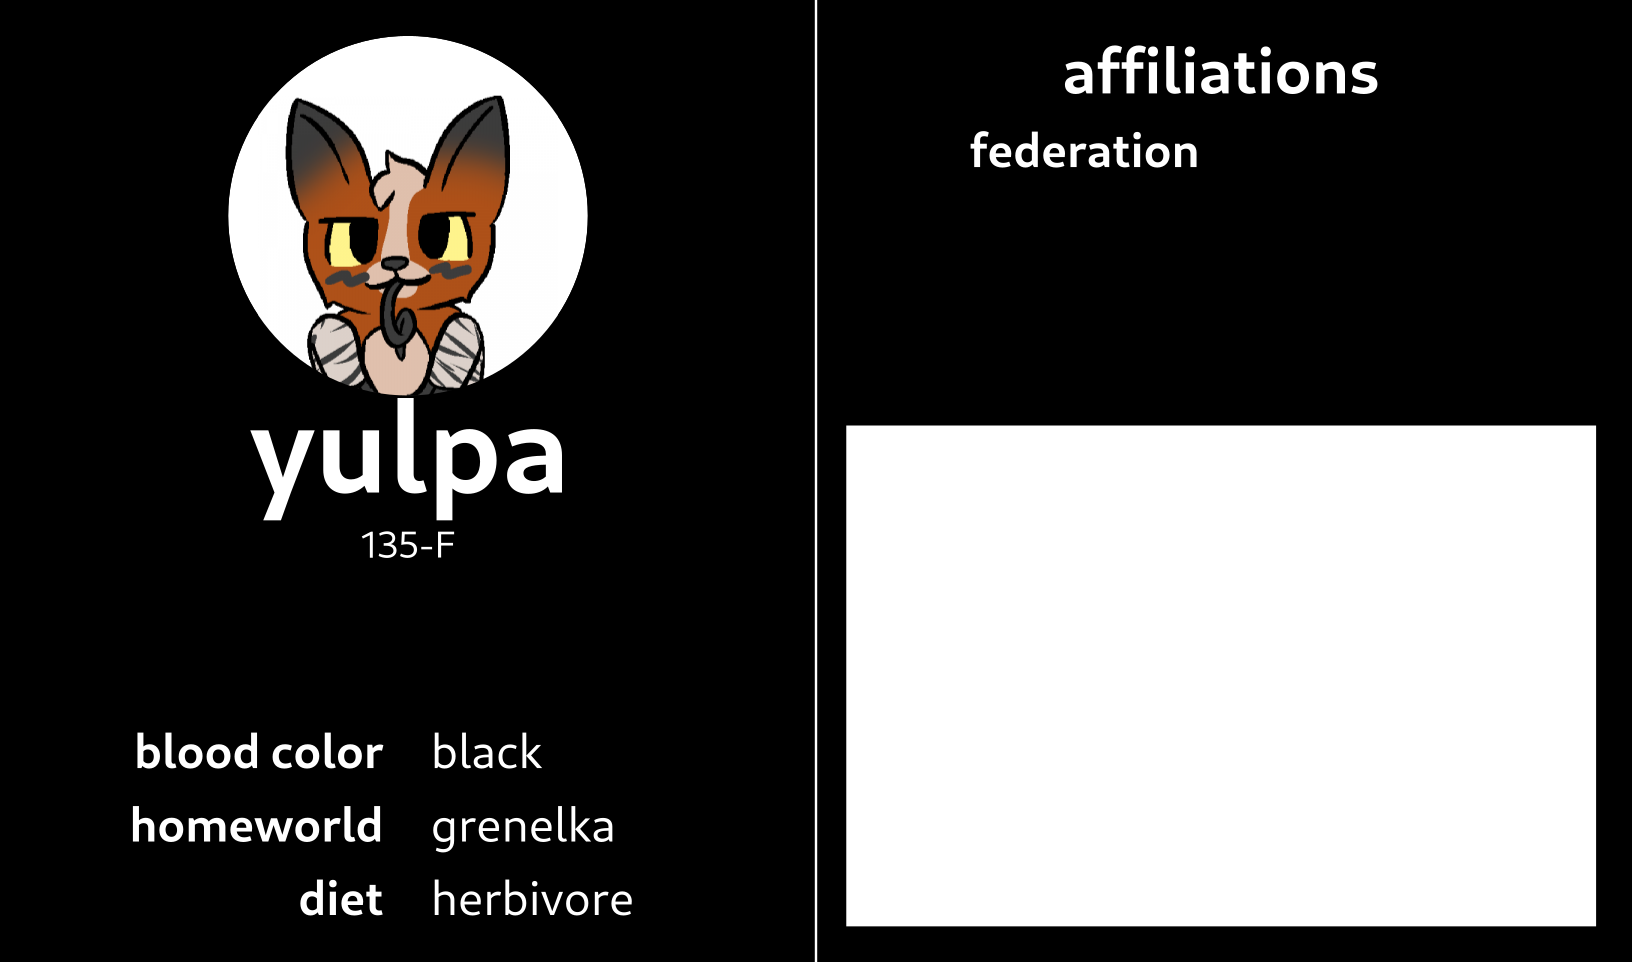 yulpa
135-F
blood color black
homeworld grenelka
diet herbivore
affiliations
federation